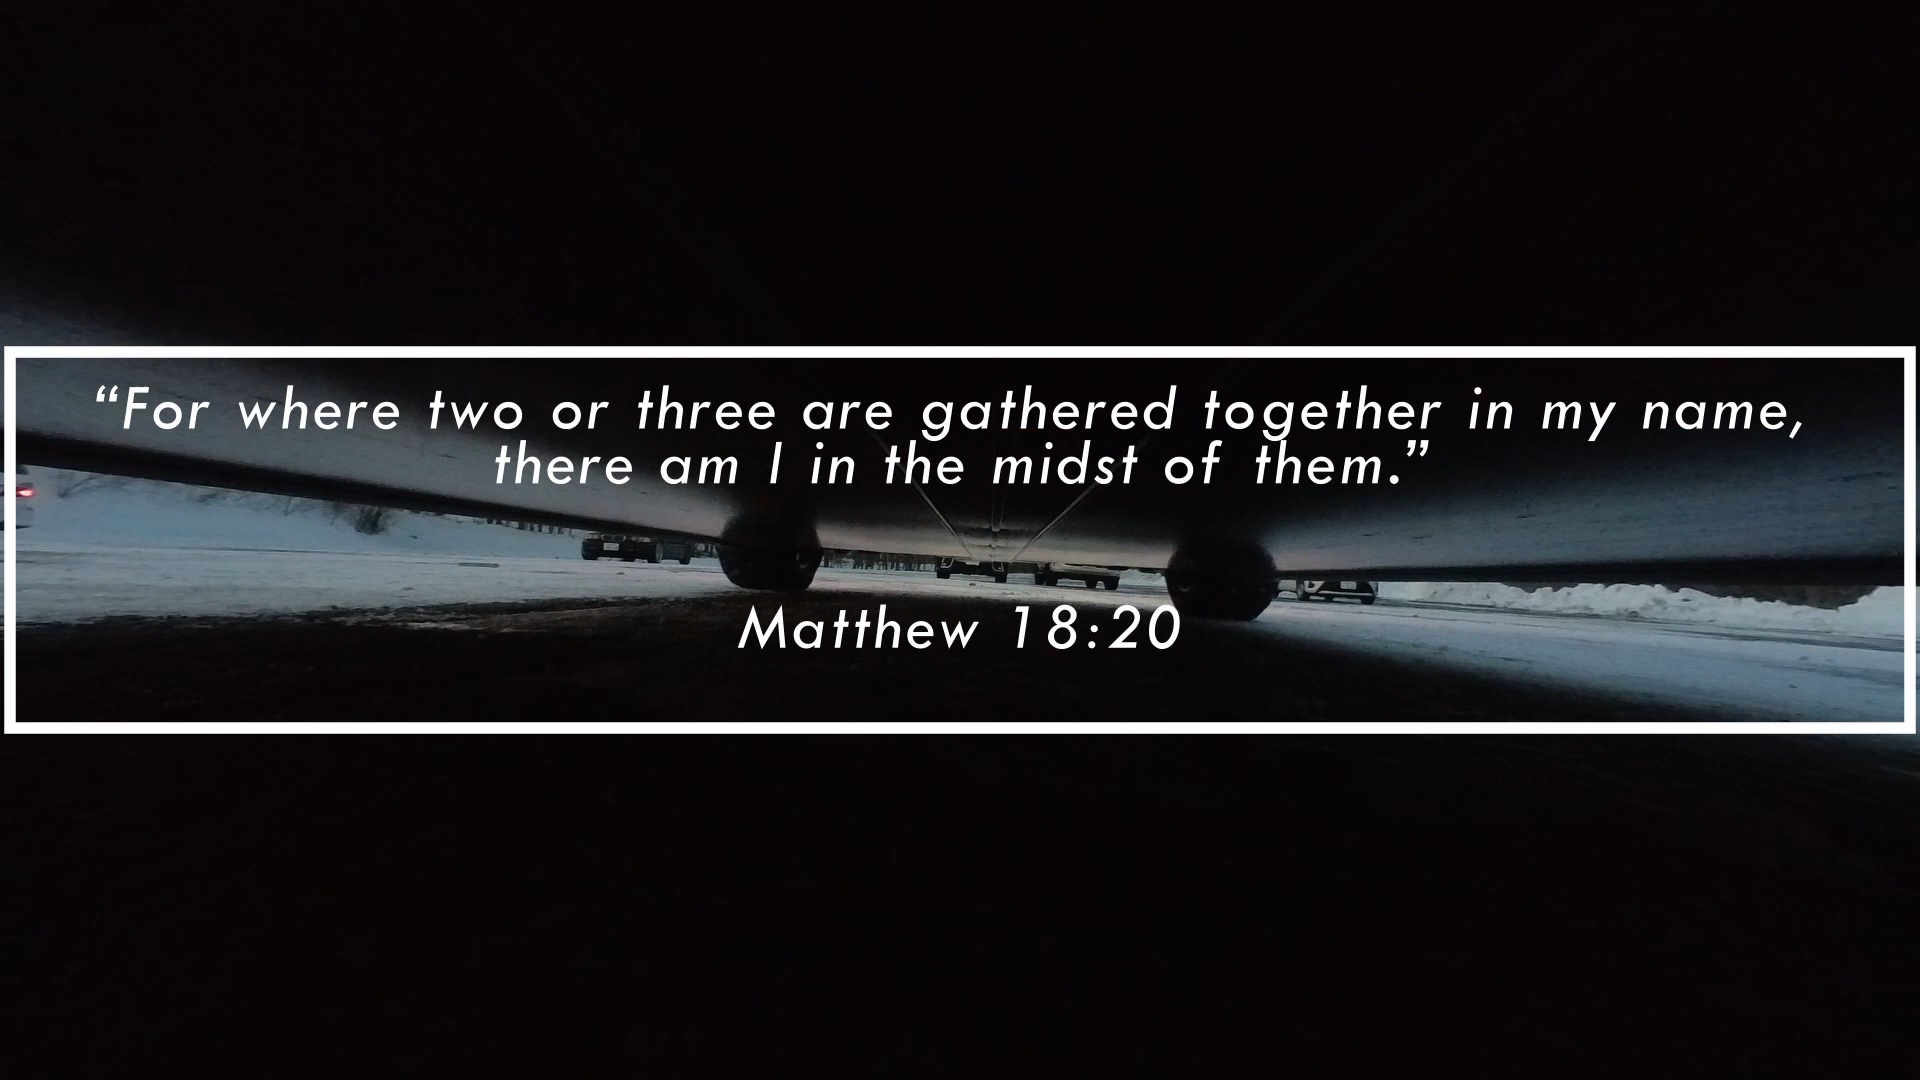 “For where two or three are gathered together in my name,
there am I in the midst of them.”
Matthew 18:20